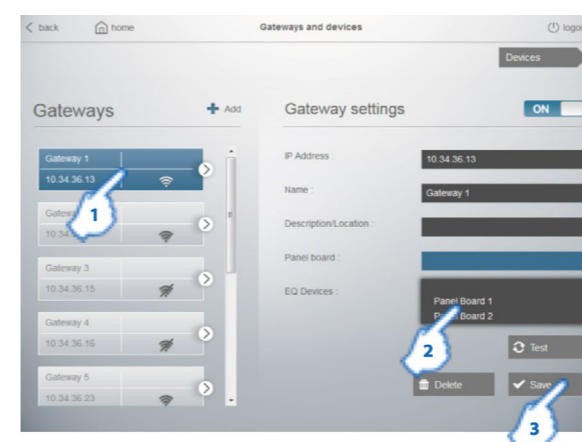 back
home
Gateways and devices
Devices
Gateways
Add
Gateway settings
ON
Gateway 1
10.34.36.13
1
10.34
Gateway 3
10.34.36.15
Gateway 4
10.34.36.16
Gateway 5
10.34.36.23
IP Address :
10.34.36.13
Name :
Gateway 1
Description/Location :
Panel board :
EQ Devices :
Panel Board 1
Board 2
2
Test
Delete
Save
3